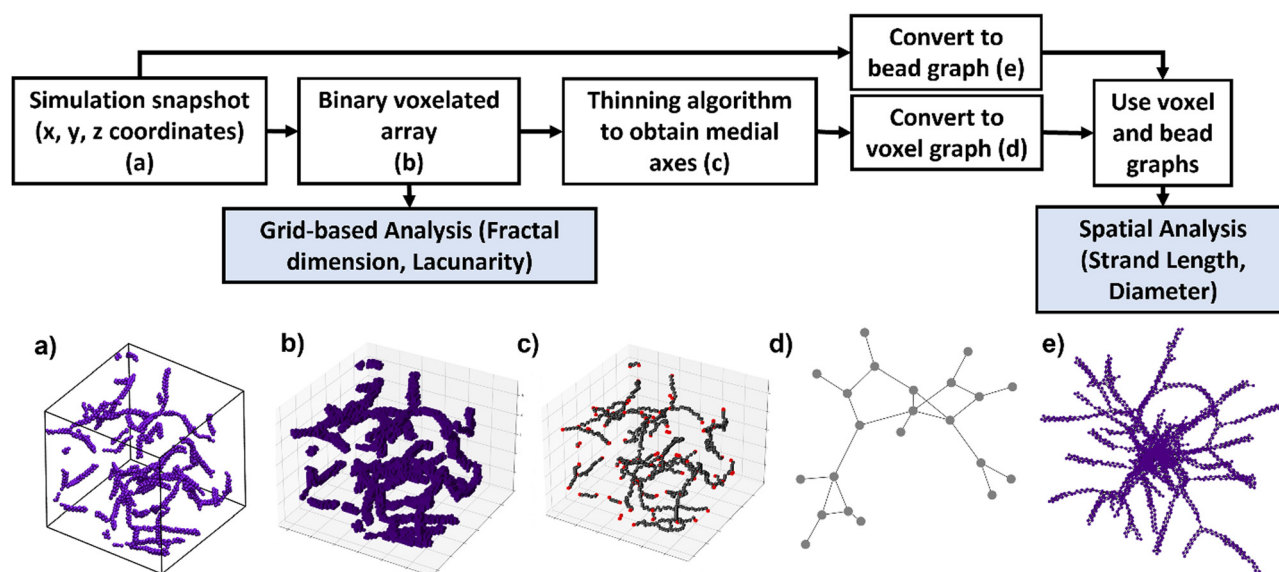 Convert to
bead graph (e)
Simulation snapshot
(x, y, z coordinates)
(a)
Binary voxelated
array
(b)
Thinning algorithm
to obtain medial
axes (c)
Convert to
voxel graph (d)
Use voxel
and bead
graphs
Grid-based Analysis (Fractal
dimension, Lacunarity)
Spatial Analysis
(Strand Length,
Diameter)
a)
b)
c)
d)
e)